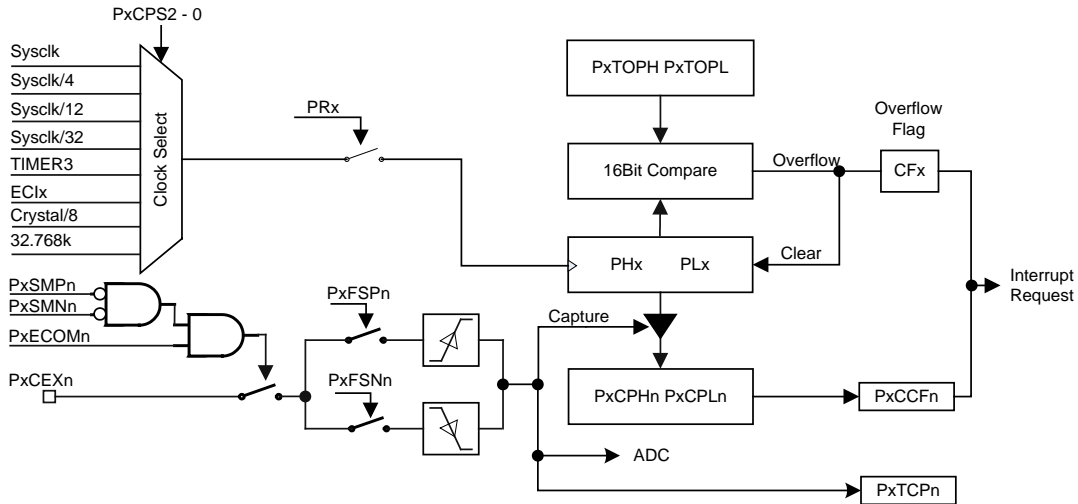 PxCPS2 - 0
Sysclk
Sysclk/4
Sysclk/12
Sysclk/32
TIMER3
ECIx
Crystal/8
32.768k
Clock Select
PRx
PxTOPH PxTOPL
16Bit Compare
Overflow
Overflow
Flag
CFx
PHx PLx
Clear
Interrupt
Request
PxSMPn
PxSMNn
PxECOMn
PxCEXn
PxFSPn
PxFSNn
Capture
PxCPHn PxCPLn
PxCCFn
ADC
PxTCPn